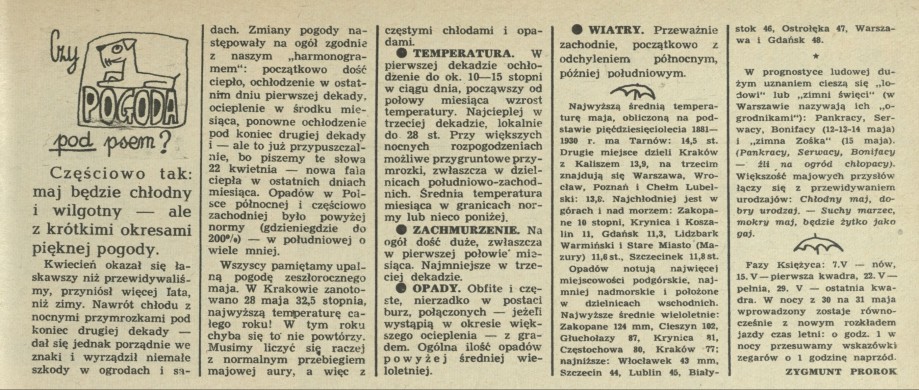 Czy
POGODA
pod psem?
Częściowo tak:
maj będzie chłodny
i wilgotny — ale
z krótkimi okresami
pięknej pogody.
Kwiecień okazał się ła-
skawszy niż przewidywaliś-
my, przyniósł więcej lata,
niż zimy. Nawrót chłodu z
nocnymi przymrozkami pod
koniec drugiej dekady —
dał się jednak porządnie we
znaki i wyrządził niemałe
szkody w ogrodach i sa-
dach. Zmiany pogody na-
stępowały na ogół zgodnie
z naszym „harmonogra-
mem": początkowo dość
ciepło, ochłodzenie w ostat-
nim dniu pierwszej dekady,
ocieplenie w środku mie-
siąca, ponowne ochłodzenie
pod koniec drugiej dekady
i — ale to już przypuszczal-
nie, bo piszemy te słowa
22 kwietnia — nowa fala
ciepła w ostatnich dniach
miesiąca. Opadów w Pol-
sce północnej i częściowo
zachodniej było powyżej
normy (gdzieniegdzie do
200%) — w południowej o
wiele mniej.
Wszyscy pamiętamy upal-
ną pogodę zeszłorocznego
maja. W Krakowie zanoto-
wano 28 maja 32,5 stopnia,
najwyższą temperaturę ca-
łego roku! W tym roku
chyba się to nie powtórzy.
Musimy liczyć się raczej
z normalnym przebiegiem
majowej aury, a więc z
częstymi chłodami i opa-
dami.
● TEMPERATURA. W
pierwszej dekadzie ochło-
dzenie do ok. 10—15 stopni
w ciągu dnia, począwszy od
połowy miesiąca wzrost
temperatury. Najcieplej w
trzeciej dekadzie, lokalnie
do 28 st. Przy większych
nocnych rozpogodzeniach
możliwe przygruntowe przy-
mrozki, zwłaszcza w dziel-
nicach południowo-zachod-
nich. Średnia temperatura
miesiąca w granicach nor-
my lub nieco poniżej.
● ZACHMURZENIE. Na
ogół dość duże, zwłaszcza
w pierwszej połowie mie-
siąca. Najmniejsze w trze-
ciej dekadzie.
● OPADY. Obfite i czę-
ste, nierzadko w postaci
burz, połączonych — jeżeli
wystąpią w okresie więk-
szego ocieplenia — z gra-
dem. Ogólna ilość opadów
powyżej średniej wie-
loletniej.
● WIATRY. Przeważnie
zachodnie, początkowo z
odchyleniem północnym,
później południowym.
Najwyższą średnią tempera-
turę maja, obliczoną na pod-
stawie pięćdziesięciolecia 1881—
1930 r. ma Tarnów: 14,5 st.
Drugie miejsce dzieli Kraków
z Kaliszem 13,9, na trzecim
znajdują się Warszawa, Wro-
cław, Poznań i Chełm Lubel-
ski: 13,8. Najchłodniej jest w
górach i nad morzem: Zakopa-
ne 10 stopni, Krynica i Kosza-
lin 11, Gdańsk 11,3, Lidzbark
Warmiński i Stare Miasto (Ma-
zury) 11,6 st., Szczecinek 11,8 st.
Opadów notują najwięcej
miejscowości podgórskie, naj-
mniej nadmorskie i położone
w dzielnicach wschodnich.
Najwyższe średnie wieloletnie:
Zakopane 124 mm, Cieszyn 102,
Głuchołazy 87, Krynica 81,
Częstochowa 80, Kraków 77;
najniższe: Włocławek 43 mm,
Szczecin 44, Lublin 45, Biały-
stok 46, Ostrołęka 47, Warsza-
wa i Gdańsk 48.
★
W prognostyce ludowej du-
żym uznaniem cieszą się „lo-
dowi" lub „zimni święci" (w
Warszawie nazywają ich „o-
grodnikami"): Pankracy, Ser-
wacy, Bonifacy (12-13-14 maja)
i „zimna Zośka" (15 maja).
(Pankracy, Serwacy, Bonifacy
— źli na ogród chłopacy).
Większość majowych przysłów
łączy się z przewidywaniem
urodzajów: Chłodny maj, do-
bry urodzaj. — Suchy marzec,
mokry maj, będzie żytko jako
gaj.
Fazy Księżyca: 7.V — nów,
15. V — pierwsza kwadra, 22. V —
pełnia, 29. V — ostatnia kwa-
dra. W nocy z 30 na 31 maja
wprowadzony zostaje równo-
cześnie z nowym rozkładem
jazdy czas letni: o godz. 1 w
nocy przesuwamy wskazówki
zegarów o 1 godzinę naprzód.
ZYGMUNT PROROK